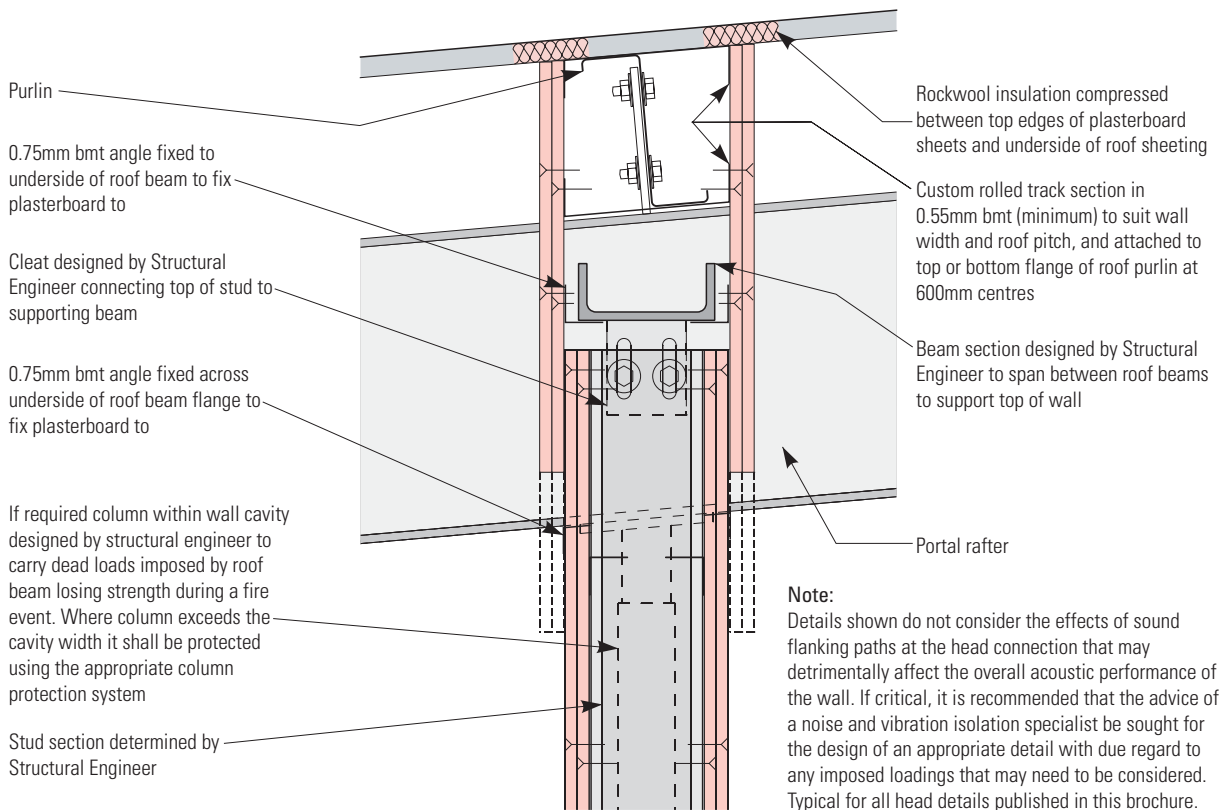 Purlin
0.75mm bmt angle fixed to
underside of roof beam to fix
plasterboard to
Cleat designed by Structural
Engineer connecting top of stud to
supporting beam
0.75mm bmt angle fixed across
underside of roof beam flange to
fix plasterboard to
If required column within wall cavity
designed by structural engineer to
carry dead loads imposed by roof
beam losing strength during a fire
event. Where column exceeds the
cavity width it shall be protected
using the appropriate column
protection system
Stud section determined by
Structural Engineer
Rockwool insulation compressed
between top edges of plasterboard
sheets and underside of roof sheeting
Custom rolled track section in
0.55mm bmt (minimum) to suit wall
width and roof pitch, and attached to
top or bottom flange of roof purlin at
600mm centres
Beam section designed by Structural
Engineer to span between roof beams
to support top of wall
Portal rafter
Note:
Details shown do not consider the effects of sound
flanking paths at the head connection that may
detrimentally affect the overall acoustic performance of
the wall. If critical, it is recommended that the advice of
a noise and vibration isolation specialist be sought for
the design of an appropriate detail with due regard to
any imposed loadings that may need to be considered.
Typical for all head details published in this brochure.